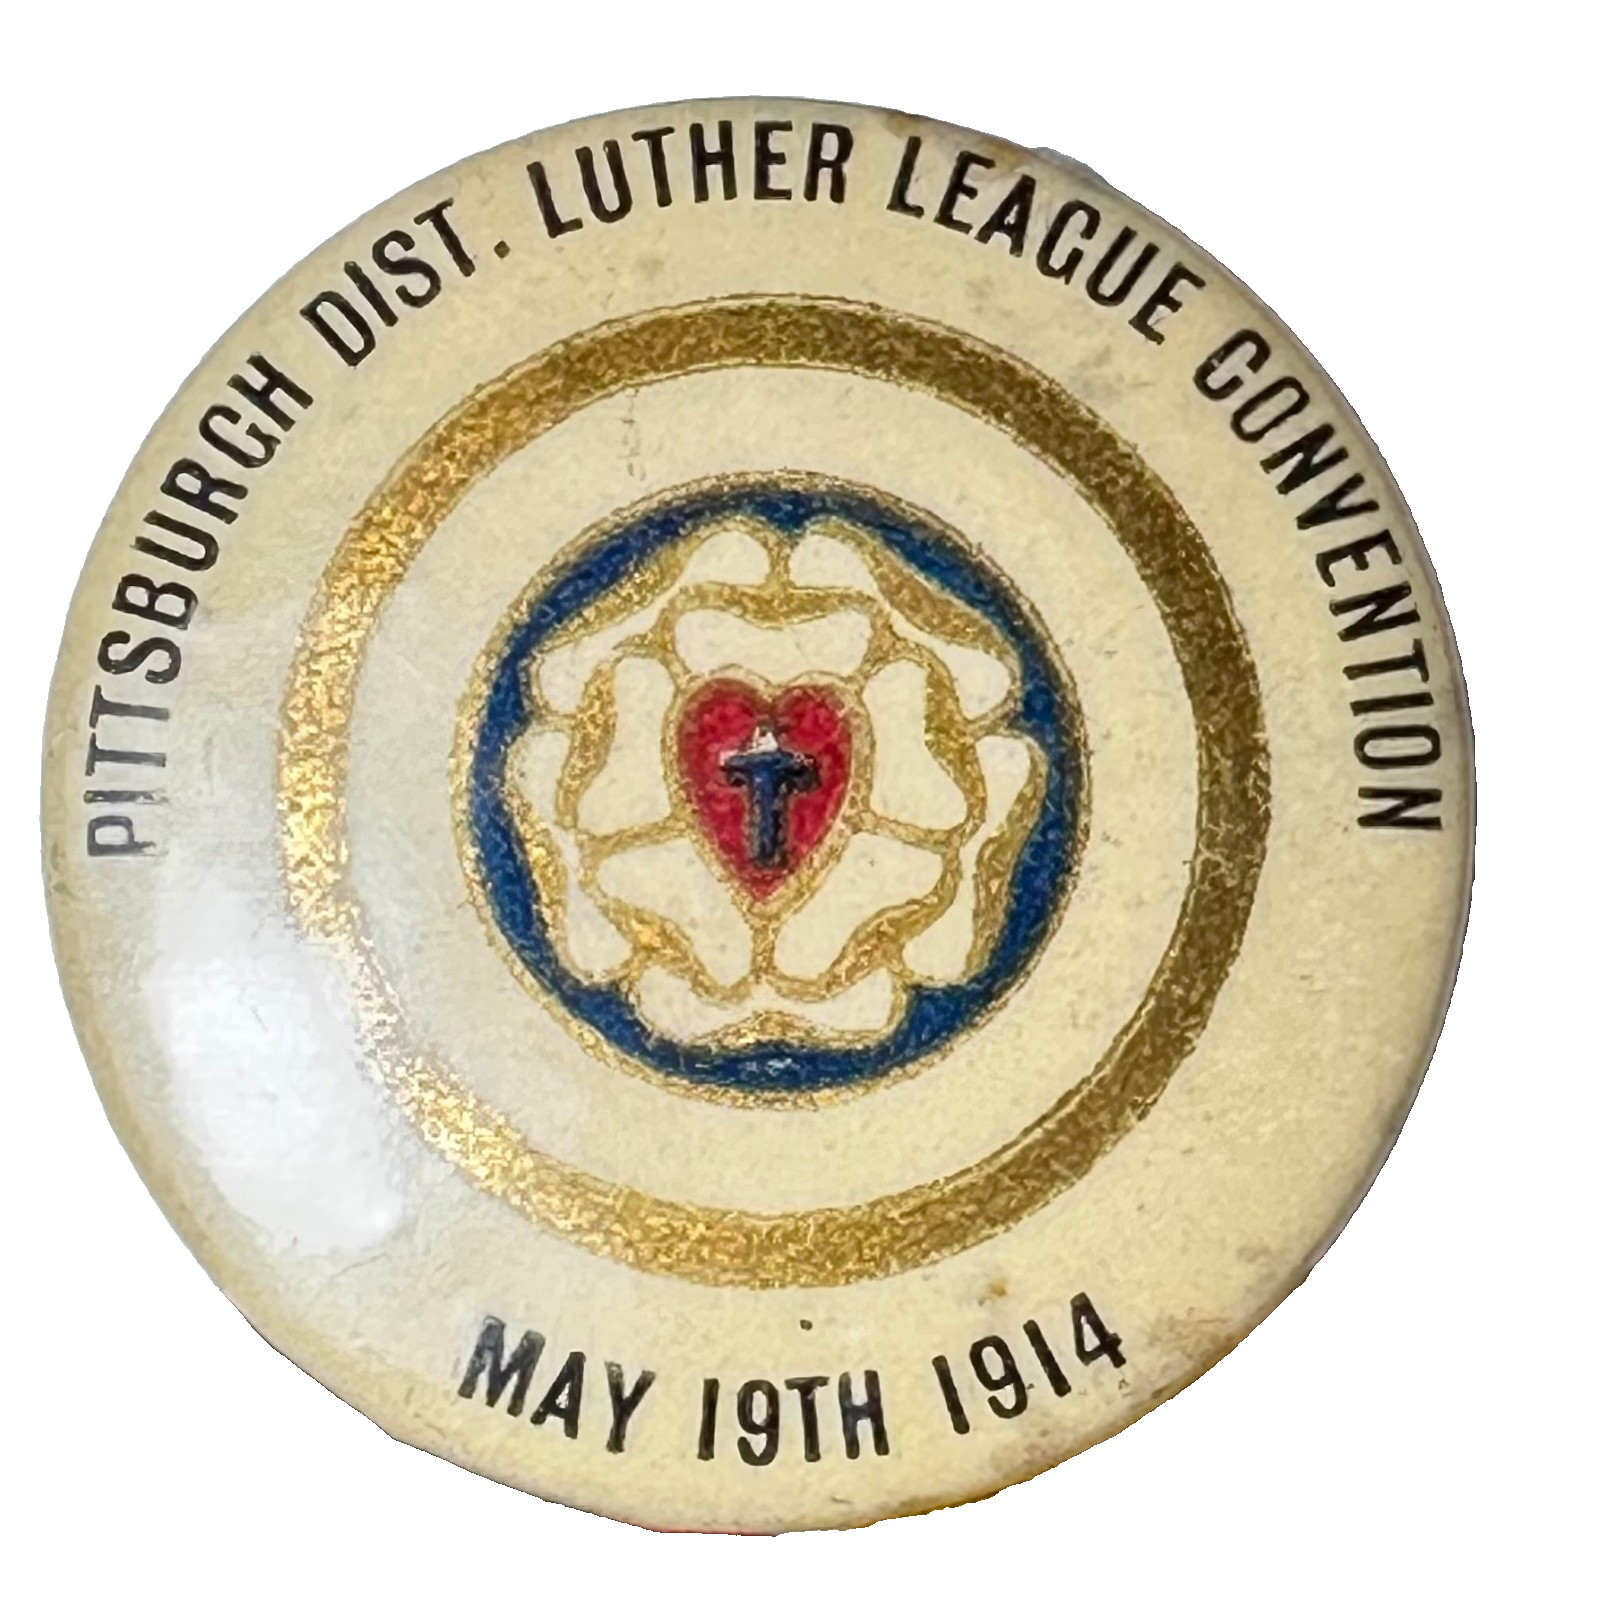 PITTSBURGH DIST. LUTHER LEAGUE CONVENTION
MAY 19TH 1914